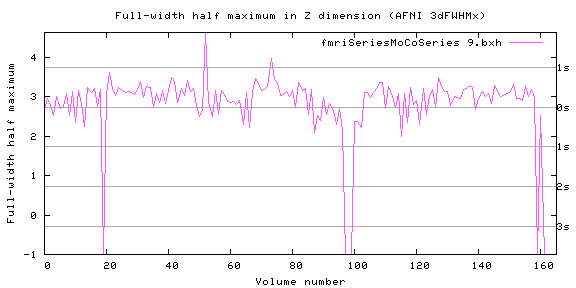 Full-width half maximum in Z dimension (AFNI 3dFWHMx)
fmriSeriesMoCoSeries 9.bxh
Full-width half maximum
4
3
2
1
0
-1
1s
0s
1s
2s
3s
0 20 40 60 80 100 120 140 160
Volume number